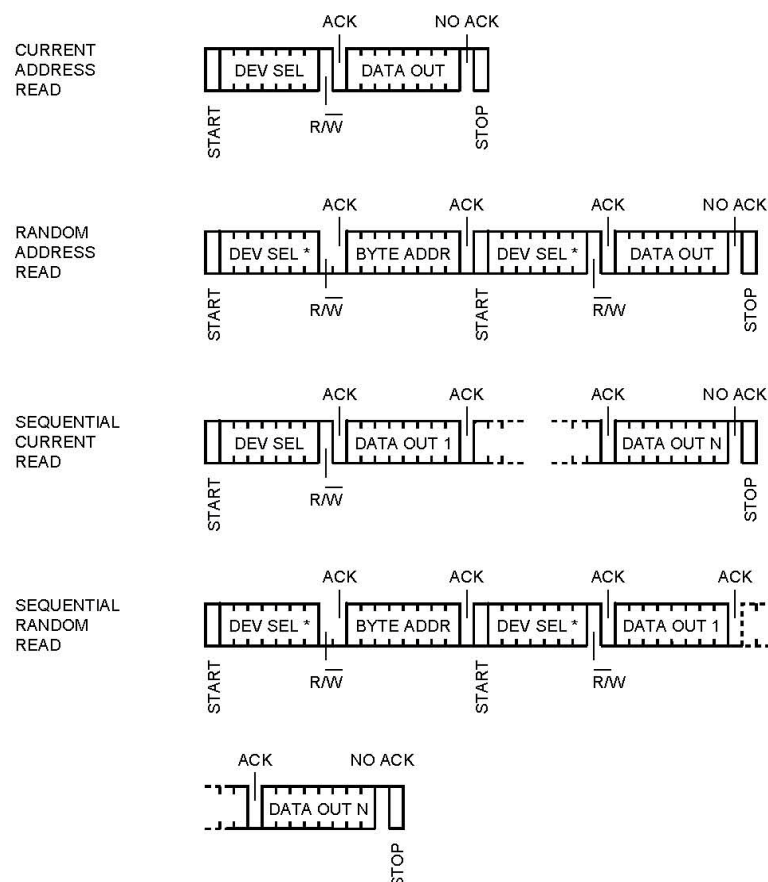 ACK NO ACK
CURRENT
ADDRESS
READ
DEV SEL DATA OUT
START R/W STOP
ACK ACK ACK NO ACK
RANDOM
ADDRESS
READ
DEV SEL * BYTE ADDR DEV SEL * DATA OUT
START R/W START R/W STOP
ACK ACK ACK NO ACK
SEQUENTIAL
CURRENT
READ
DEV SEL DATA OUT 1 DATA OUT N
START R/W STOP
ACK ACK ACK ACK
SEQUENTIAL
RANDOM
READ
DEV SEL * BYTE ADDR DEV SEL * DATA OUT 1
START R/W START R/W
ACK NO ACK
DATA OUT N
STOP